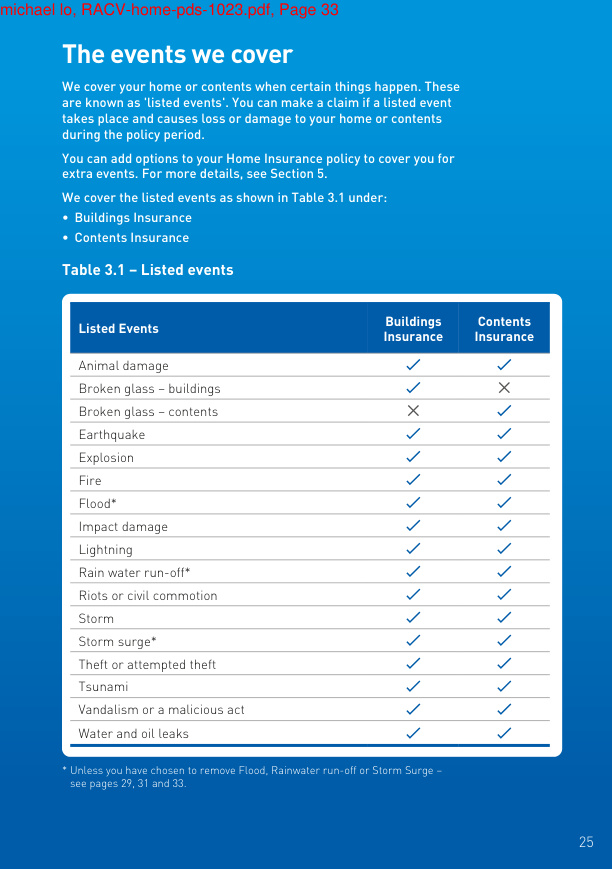 michael lo, RACV-home-pds-1023.pdf, Page 33
The events we cover
We cover your home or contents when certain things happen. These
are known as 'listed events'. You can make a claim if a listed event
takes place and causes loss or damage to your home or contents
during the policy period.
You can add options to your Home Insurance policy to cover you for
extra events. For more details, see Section 5.
We cover the listed events as shown in Table 3.1 under:
• Buildings Insurance
• Contents Insurance
Table 3.1 – Listed events
Listed Events Buildings Insurance Contents Insurance
Animal damage ✓ ✓
Broken glass – buildings ✓ ✕
Broken glass – contents ✕ ✓
Earthquake ✓ ✓
Explosion ✓ ✓
Fire ✓ ✓
Flood* ✓ ✓
Impact damage ✓ ✓
Lightning ✓ ✓
Rain water run-off* ✓ ✓
Riots or civil commotion ✓ ✓
Storm ✓ ✓
Storm surge* ✓ ✓
Theft or attempted theft ✓ ✓
Tsunami ✓ ✓
Vandalism or a malicious act ✓ ✓
Water and oil leaks ✓ ✓
* Unless you have chosen to remove Flood, Rainwater run-off or Storm Surge –
see pages 29, 31 and 33.
25